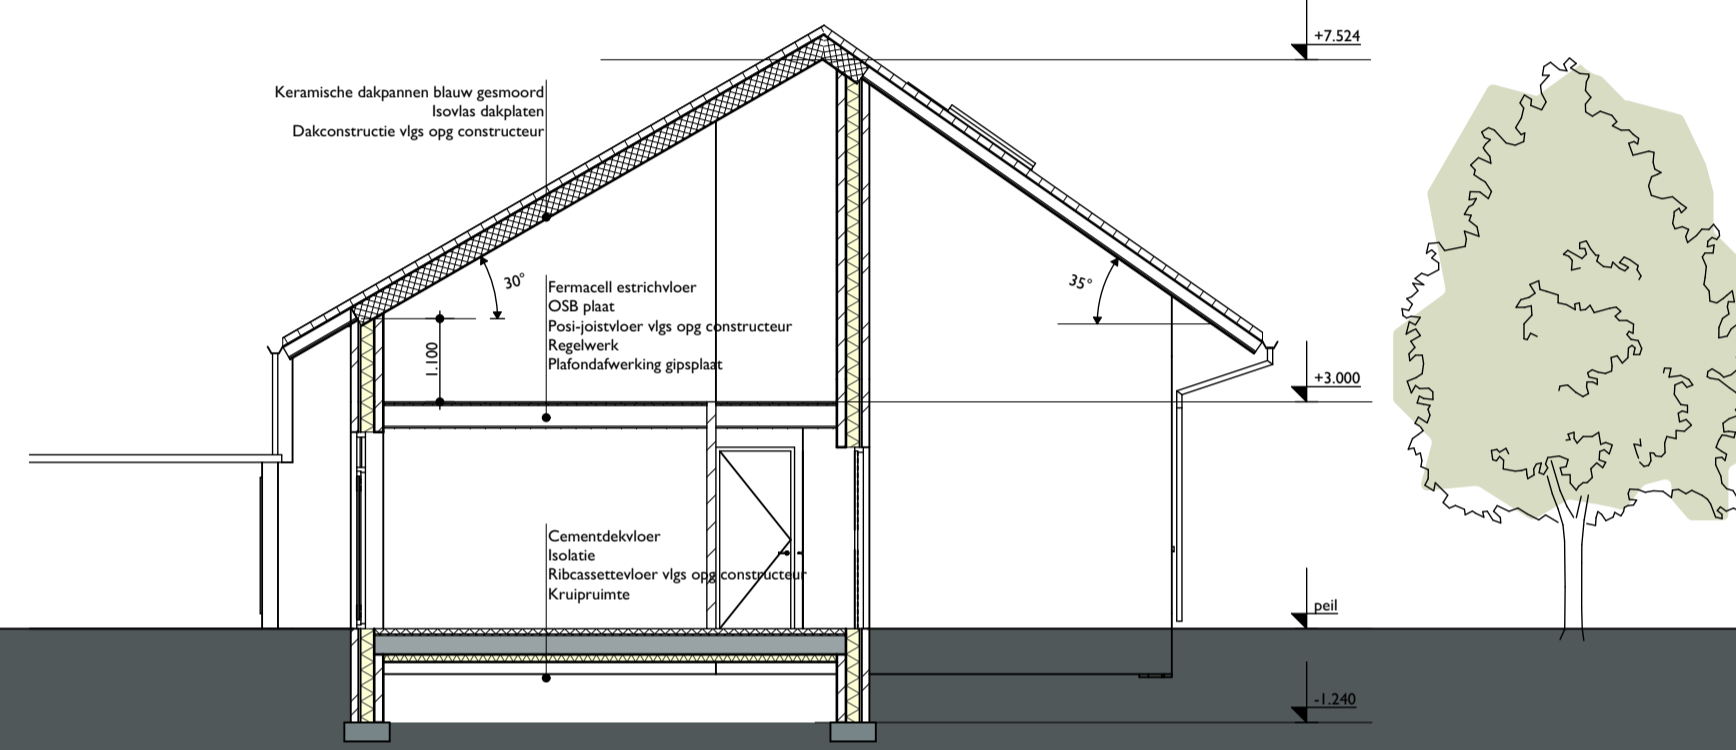 +7.524
Keramische dakpannen blauw gesmoord
Isovlas dakplaten
Dakconstructie vlgs opg constructeur
30°
35°
Fermacell estrichvloer
OSB plaat
Posi-joistvloer vlgs opg constructeur
Regelwerk
Plafondafwerking gipsplaat
1.100
+3.000
Cementdekvloer
Isolatie
Ribcassettevloer vlgs opg constructeur
Kruipruimte
peil
-1.240